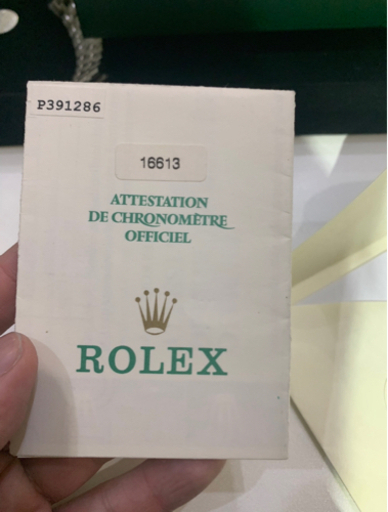 P391286
16613
ATTESTATION
DE CHRONOMÈTRE
OFFICIEL
ROLEX